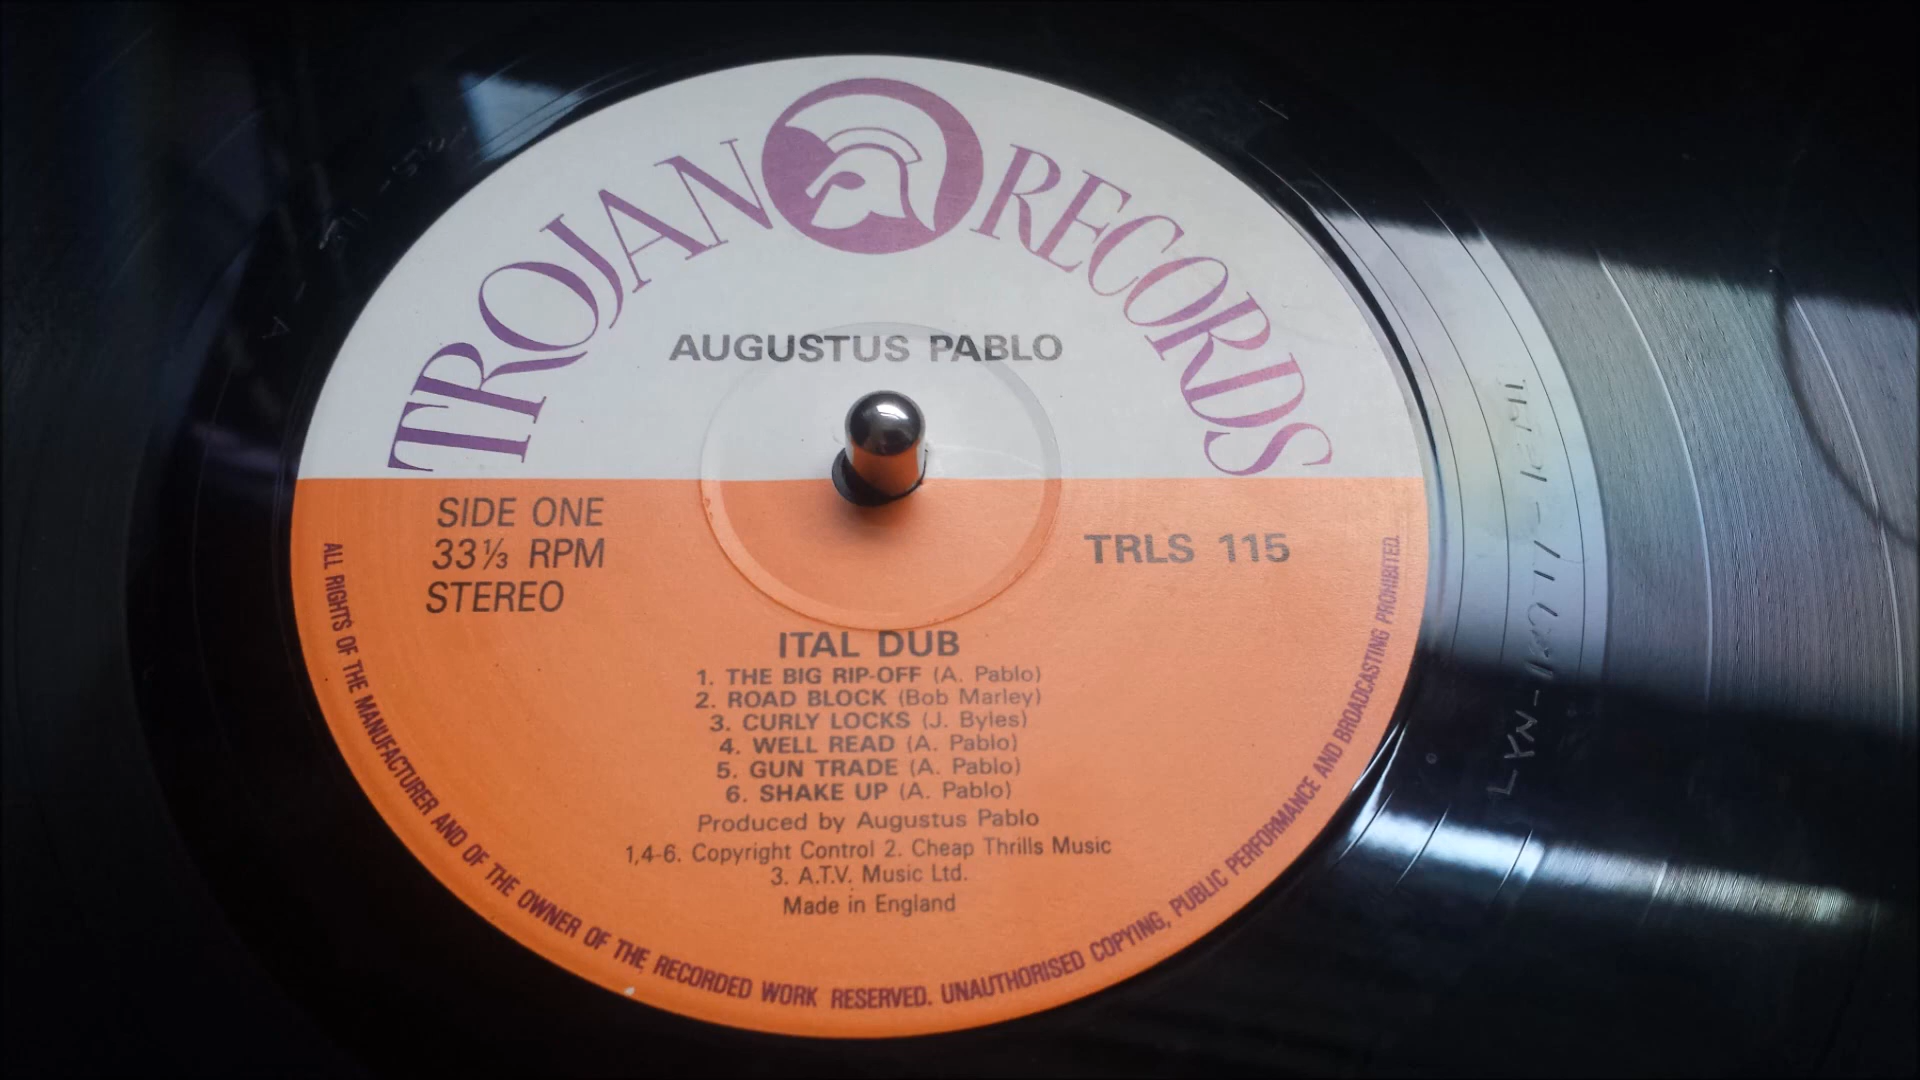 TROJAN RECORDS
AUGUSTUS PABLO
SIDE ONE
33⅓ RPM
STEREO
TRLS 115
ITAL DUB
1. THE BIG RIP-OFF (A. Pablo)
2. ROAD BLOCK (Bob Marley)
3. CURLY LOCKS (J. Byles)
4. WELL READ (A. Pablo)
5. GUN TRADE (A. Pablo)
6. SHAKE UP (A. Pablo)
Produced by Augustus Pablo
1,4-6. Copyright Control 2. Cheap Thrills Music
3. A.T.V. Music Ltd.
Made in England
ALL RIGHTS OF THE MANUFACTURER AND OF THE OWNER OF THE RECORDED WORK RESERVED. UNAUTHORISED COPYING, PUBLIC PERFORMANCE AND BROADCASTING PROHIBITED.